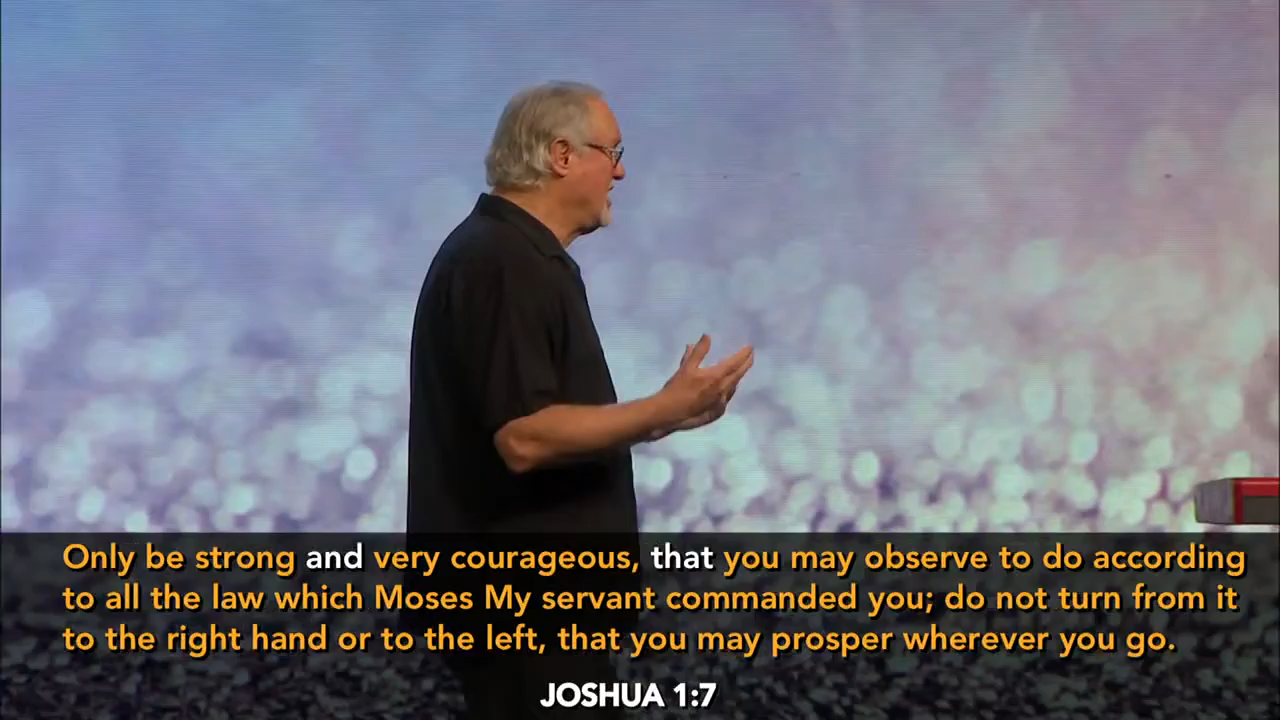 Only be strong and very courageous, that you may observe to do according
to all the law which Moses My servant commanded you; do not turn from it
to the right hand or to the left, that you may prosper wherever you go.
JOSHUA 1:7